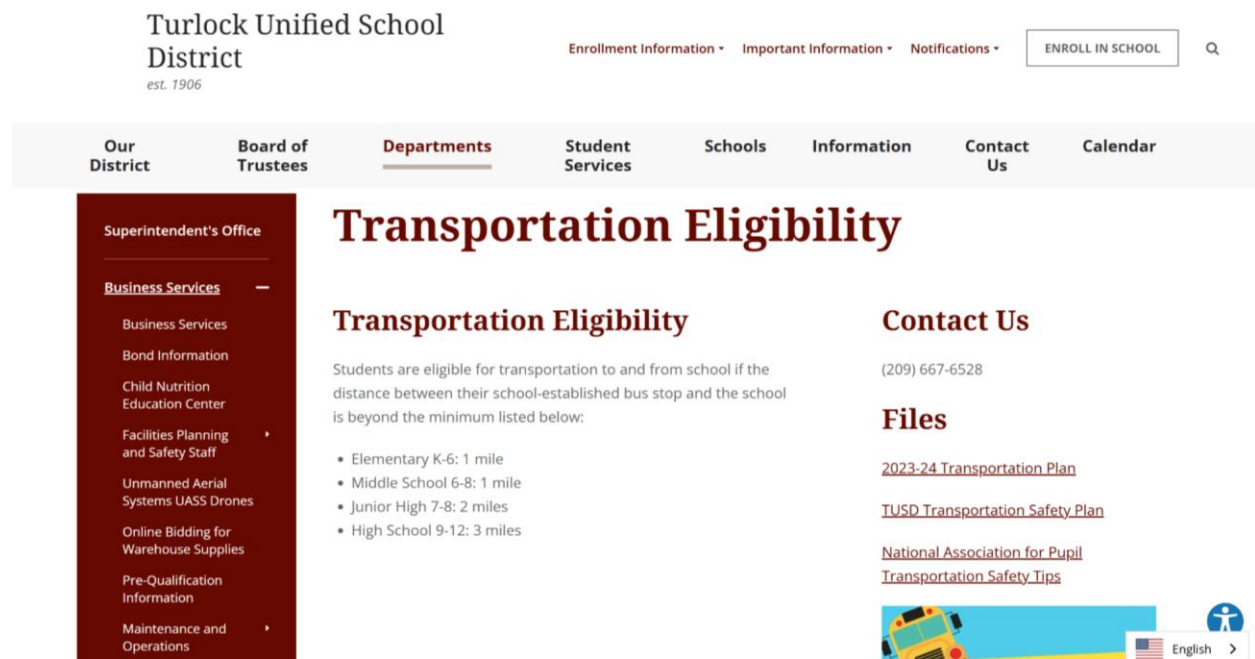 Turlock Unified School
District
est. 1906
Enrollment Information
Important Information
Notifications
ENROLL IN SCHOOL
Our
District
Board of
Trustees
Departments
Student
Services
Schools
Information
Contact
Us
Calendar
Superintendent's Office
Business Services
Business Services
Bond Information
Child Nutrition
Education Center
Facilities Planning
and Safety Staff
Unmanned Aerial
Systems UASS Drones
Online Bidding for
Warehouse Supplies
Pre-Qualification
Information
Maintenance and
Operations
Transportation Eligibility
Transportation Eligibility
Students are eligible for transportation to and from school if the
distance between their school-established bus stop and the school
is beyond the minimum listed below:
• Elementary K-6: 1 mile
• Middle School 6-8: 1 mile
• Junior High 7-8: 2 miles
• High School 9-12: 3 miles
Contact Us
(209) 667-6528
Files
2023-24 Transportation Plan
TUSD Transportation Safety Plan
National Association for Pupil
Transportation Safety Tips
English